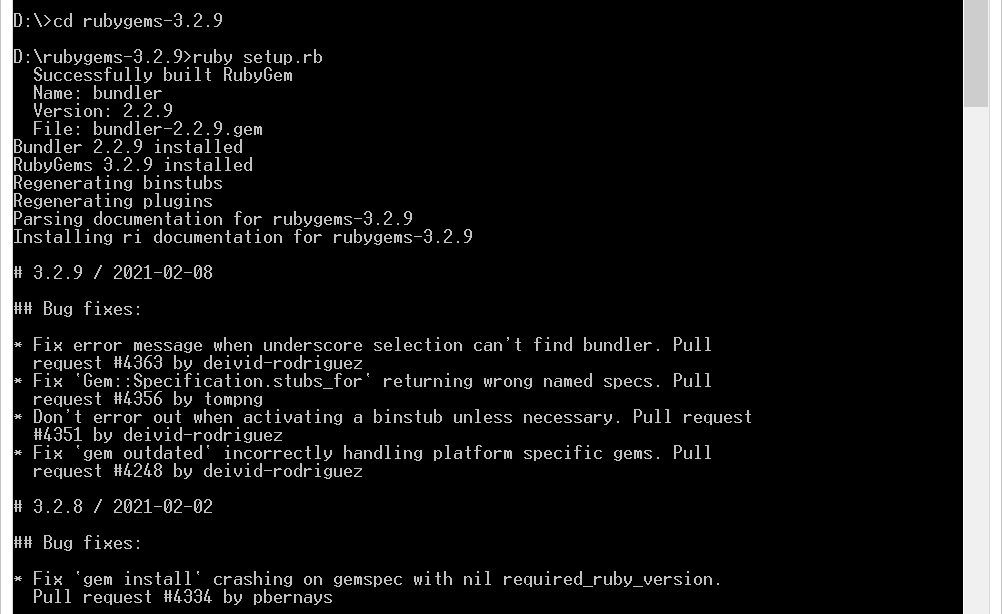 D:\>cd rubygems-3.2.9
D:\rubygems-3.2.9>ruby setup.rb
Successfully built RubyGem
Name: bundler
Version: 2.2.9
File: bundler-2.2.9.gem
Bundler 2.2.9 installed
RubyGems 3.2.9 installed
Regenerating binstubs
Regenerating plugins
Parsing documentation for rubygems-3.2.9
Installing ri documentation for rubygems-3.2.9
# 3.2.9 / 2021-02-08
## Bug fixes:
* Fix error message when underscore selection can't find bundler. Pull
request #4363 by deivid-rodriguez
* Fix `Gem::Specification.stubs_for` returning wrong named specs. Pull
request #4356 by tompng
* Don't error out when activating a binstub unless necessary. Pull request
#4351 by deivid-rodriguez
* Fix `gem outdated` incorrectly handling platform specific gems. Pull
request #4248 by deivid-rodriguez
# 3.2.8 / 2021-02-02
## Bug fixes:
* Fix `gem install` crashing on gemspec with nil required_ruby_version.
Pull request #4334 by pbernays